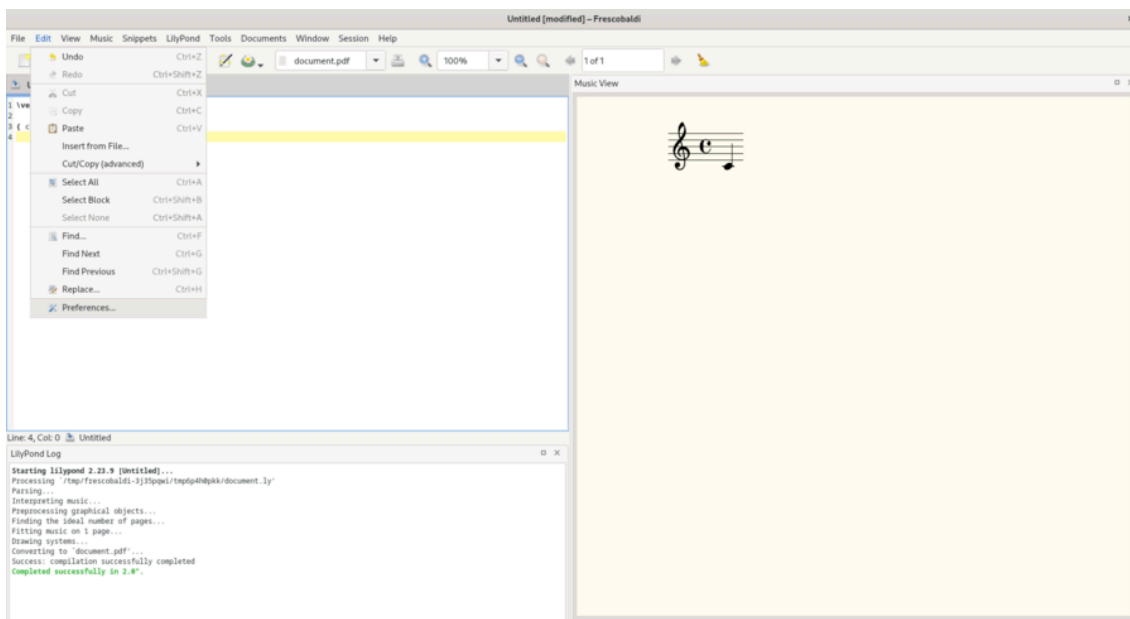 Untitled [modified] – Frescobaldi
File Edit View Music Snippets LilyPond Tools Documents Window Session Help
document.pdf 100% 1 of 1
Undo Ctrl+Z
Redo Ctrl+Shift+Z
Cut Ctrl+X
Copy Ctrl+C
Paste Ctrl+V
Insert from File...
Cut/Copy (advanced)
Select All Ctrl+A
Select Block Ctrl+Shift+B
Select None Ctrl+Shift+A
Find... Ctrl+F
Find Next Ctrl+G
Find Previous Ctrl+Shift+G
Replace... Ctrl+H
Preferences...
1 \ve
2
3 { c
4
Music View
Line: 4, Col: 0 Untitled
LilyPond Log
Starting lilypond 2.23.9 [Untitled]...
Processing `/tmp/frescobaldi-3j35pqwi/tmp6p4h0pkk/document.ly'
Parsing...
Interpreting music...
Preprocessing graphical objects...
Finding the ideal number of pages...
Fitting music on 1 page...
Drawing systems...
Converting to `document.pdf'...
Success: compilation successfully completed
Completed successfully in 2.0".